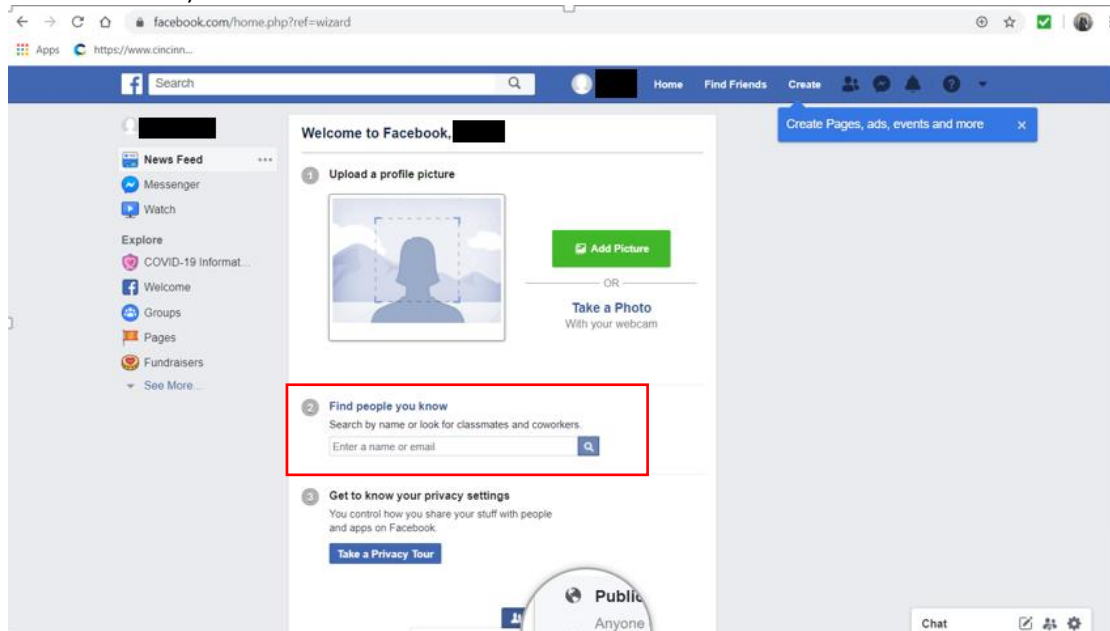 facebook.com/home.php?ref=wizard
Apps https://www.cincinn...
Search Home Find Friends Create
Create Pages, ads, events and more ×
Welcome to Facebook,
News Feed
Messenger
Watch
Explore
COVID-19 Informat...
Welcome
Groups
Pages
Fundraisers
See More...
1 Upload a profile picture
Add Picture
OR
Take a Photo
With your webcam
2 Find people you know
Search by name or look for classmates and coworkers.
Enter a name or email
3 Get to know your privacy settings
You control how you share your stuff with people
and apps on Facebook.
Take a Privacy Tour
Public
Anyone
Chat